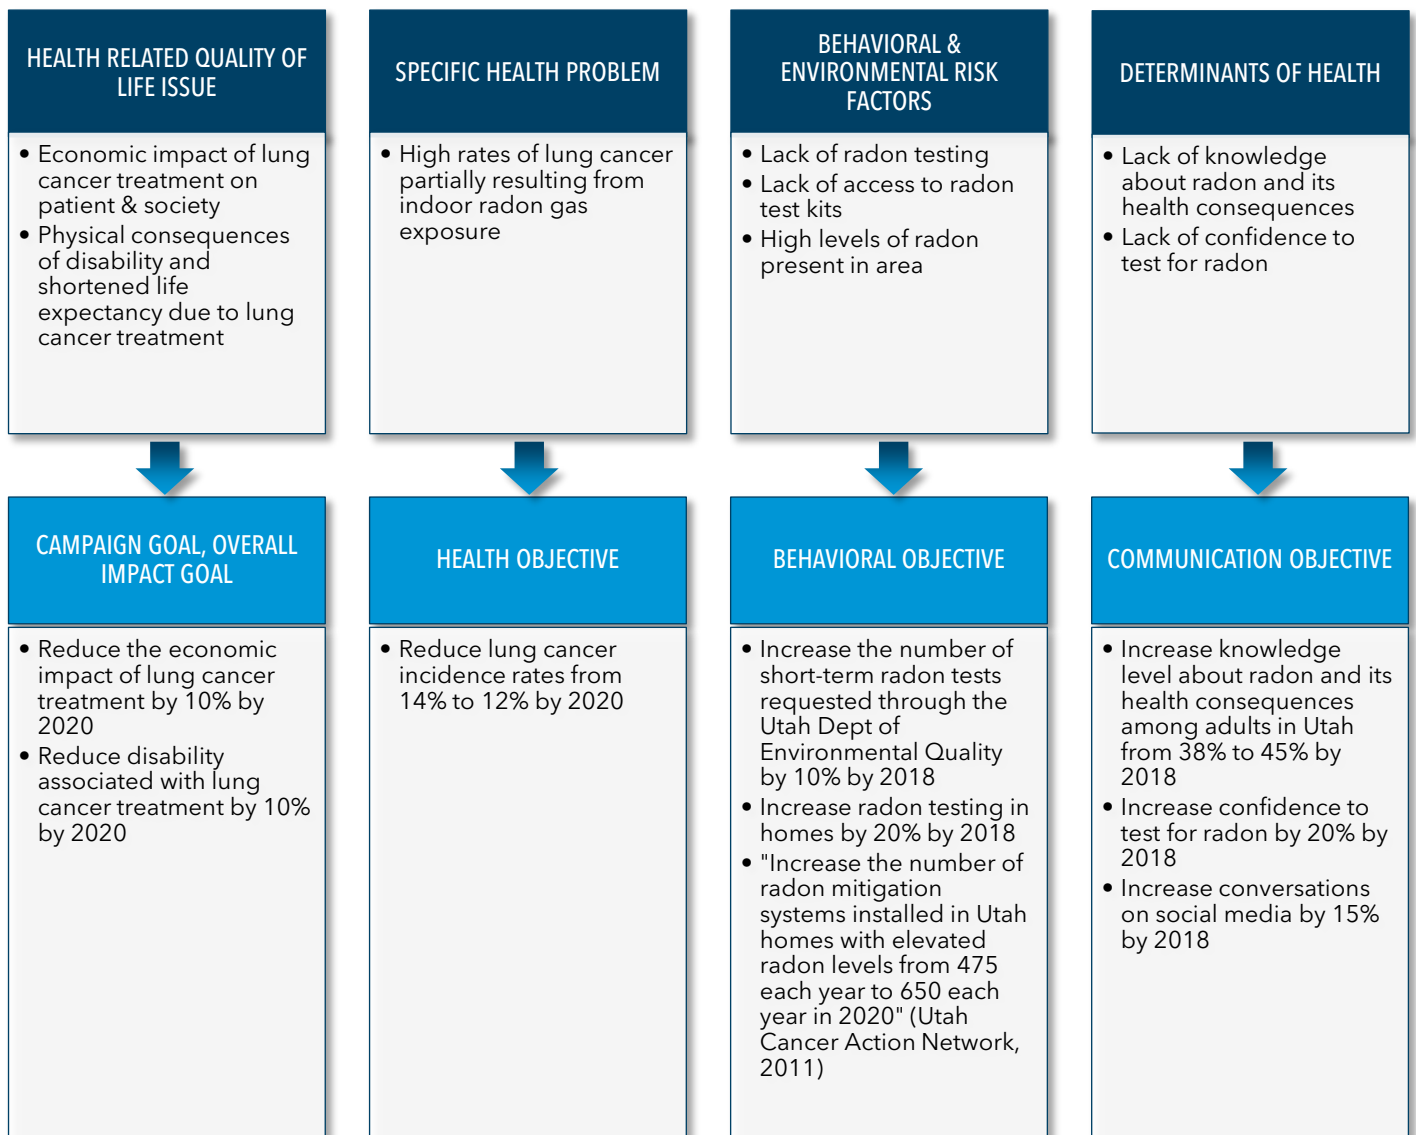 HEALTH RELATED QUALITY OF
LIFE ISSUE
• Economic impact of lung
cancer treatment on
patient & society
• Physical consequences
of disability and
shortened life
expectancy due to lung
cancer treatment
SPECIFIC HEALTH PROBLEM
• High rates of lung cancer
partially resulting from
indoor radon gas
exposure
BEHAVIORAL &
ENVIRONMENTAL RISK
FACTORS
• Lack of radon testing
• Lack of access to radon
test kits
• High levels of radon
present in area
DETERMINANTS OF HEALTH
• Lack of knowledge
about radon and its
health consequences
• Lack of confidence to
test for radon
CAMPAIGN GOAL, OVERALL
IMPACT GOAL
• Reduce the economic
impact of lung cancer
treatment by 10% by
2020
• Reduce disability
associated with lung
cancer treatment by 10%
by 2020
HEALTH OBJECTIVE
• Reduce lung cancer
incidence rates from
14% to 12% by 2020
BEHAVIORAL OBJECTIVE
• Increase the number of
short-term radon tests
requested through the
Utah Dept of
Environmental Quality
by 10% by 2018
• Increase radon testing in
homes by 20% by 2018
• "Increase the number of
radon mitigation
systems installed in Utah
homes with elevated
radon levels from 475
each year to 650 each
year in 2020" (Utah
Cancer Action Network,
2011)
COMMUNICATION OBJECTIVE
• Increase knowledge
level about radon and its
health consequences
among adults in Utah
from 38% to 45% by
2018
• Increase confidence to
test for radon by 20% by
2018
• Increase conversations
on social media by 15%
by 2018